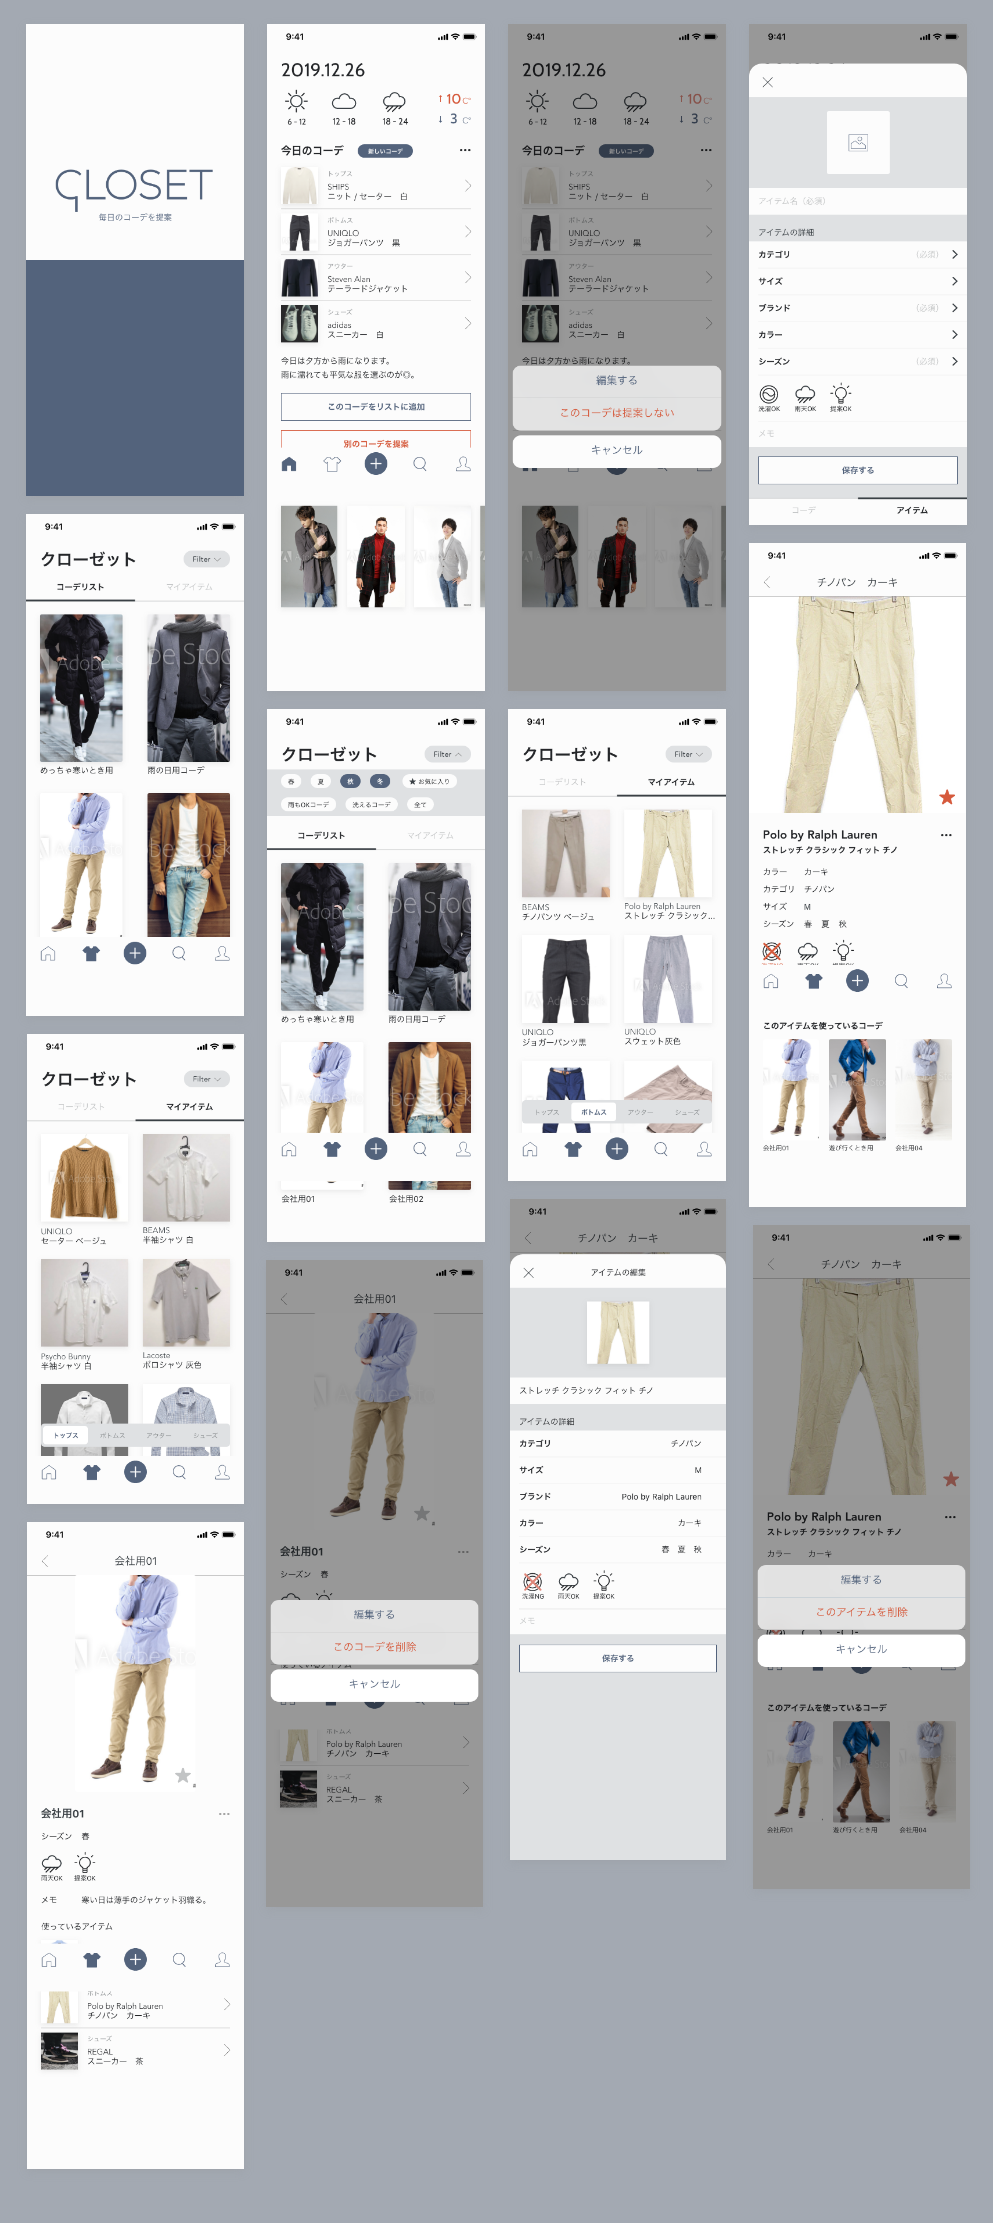 CLOSET
毎日のコーデを提案
9:41
2019.12.26
6 - 12
12 - 18
18 - 24
↑ 10 C°
↓ 3 C°
今日のコーデ
新しいコーデ
トップス
SHIPS
ニット / セーター 白
ボトムス
UNIQLO
ジョガーパンツ 黒
アウター
Steven Alan
テーラードジャケット
シューズ
adidas
スニーカー 白
今日は夕方から雨になります。
雨に濡れても平気な服を選ぶのが◎。
このコーデをリストに追加
別のコーデを提案
9:41
2019.12.26
6 - 12
12 - 18
18 - 24
↑ 10 C°
↓ 3 C°
今日のコーデ
新しいコーデ
トップス
SHIPS
ニット / セーター 白
ボトムス
UNIQLO
ジョガーパンツ 黒
アウター
Steven Alan
テーラードジャケット
シューズ
adidas
スニーカー 白
今日は夕方から雨になります。
編集する
このコーデは提案しない
キャンセル
9:41
アイテム名（必須）
アイテムの詳細
カテゴリ (必須)
サイズ
ブランド (必須)
カラー
シーズン (必須)
洗濯OK
雨天OK
提案OK
メモ
保存する
コーデ
アイテム
9:41
クローゼット
Filter
コーデリスト
マイアイテム
Adobe Stock
めっちゃ寒いとき用
雨の日用コーデ
9:41
クローゼット
Filter
春
夏
秋
冬
★ お気に入り
雨もOKコーデ
洗えるコーデ
全て
コーデリスト
マイアイテム
めっちゃ寒いとき用
雨の日用コーデ
会社用01
会社用02
9:41
クローゼット
Filter
コーデリスト
マイアイテム
BEAMS
チノパンツ ベージュ
Polo by Ralph Lauren
ストレッチ クラシック...
UNIQLO
ジョガーパンツ黒
UNIQLO
スウェット灰色
トップス
ボトムス
アウター
シューズ
9:41
チノパン カーキ
Polo by Ralph Lauren
ストレッチ クラシック フィット チノ
カラー カーキ
カテゴリ チノパン
サイズ M
シーズン 春 夏 秋
このアイテムを使っているコーデ
会社用01
遊び行くとき用
会社用04
9:41
クローゼット
Filter
コーデリスト
マイアイテム
UNIQLO
セーター ベージュ
BEAMS
半袖シャツ 白
Psycho Bunny
半袖シャツ 白
Lacoste
ポロシャツ 灰色
トップス
ボトムス
アウター
シューズ
9:41
会社用01
会社用01
シーズン 春
編集する
このコーデを削除
キャンセル
使っているアイテム
ボトムス
Polo by Ralph Lauren
チノパン カーキ
シューズ
REGAL
スニーカー 茶
9:41
チノパン カーキ
アイテムの編集
ストレッチ クラシック フィット チノ
アイテムの詳細
カテゴリ チノパン
サイズ M
ブランド Polo by Ralph Lauren
カラー カーキ
シーズン 春 夏 秋
洗濯NG
雨天OK
提案OK
メモ
保存する
9:41
チノパン カーキ
Polo by Ralph Lauren
ストレッチ クラシック フィット チノ
カラー カーキ
編集する
このアイテムを削除
キャンセル
このアイテムを使っているコーデ
会社用01
遊び行くとき用
会社用04
9:41
会社用01
会社用01
シーズン 春
雨天OK
提案OK
メモ 寒い日は薄手のジャケット羽織る。
使っているアイテム
ボトムス
Polo by Ralph Lauren
チノパン カーキ
シューズ
REGAL
スニーカー 茶